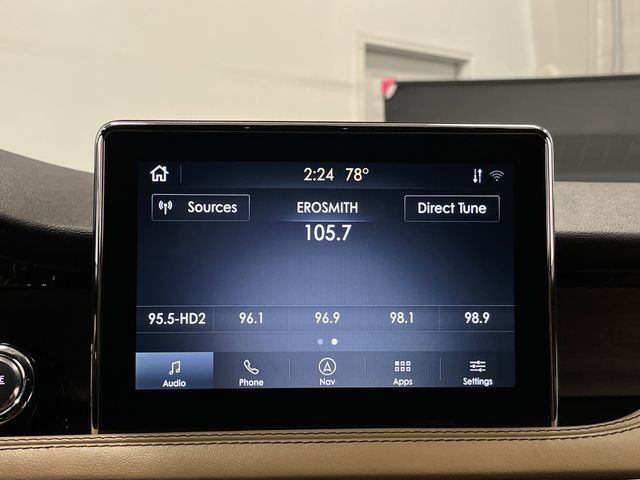 2:24 78°
Sources EROSMITH Direct Tune
105.7
95.5-HD2 96.1 96.9 98.1 98.9
Audio Phone Nav Apps Settings